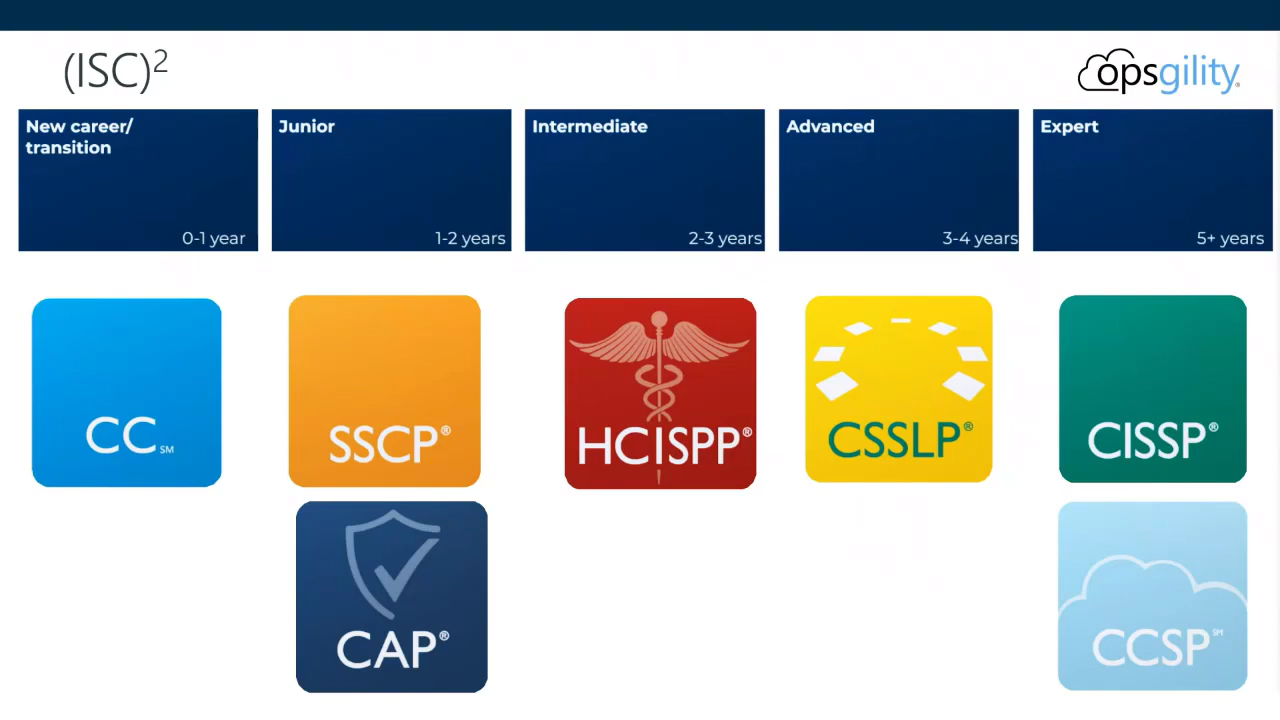 (ISC)²
opsgility®
New career/
transition
0-1 year
Junior
1-2 years
Intermediate
2-3 years
Advanced
3-4 years
Expert
5+ years
CC℠
SSCP®
HCISPP®
CSSLP®
CISSP®
CAP®
CCSP℠